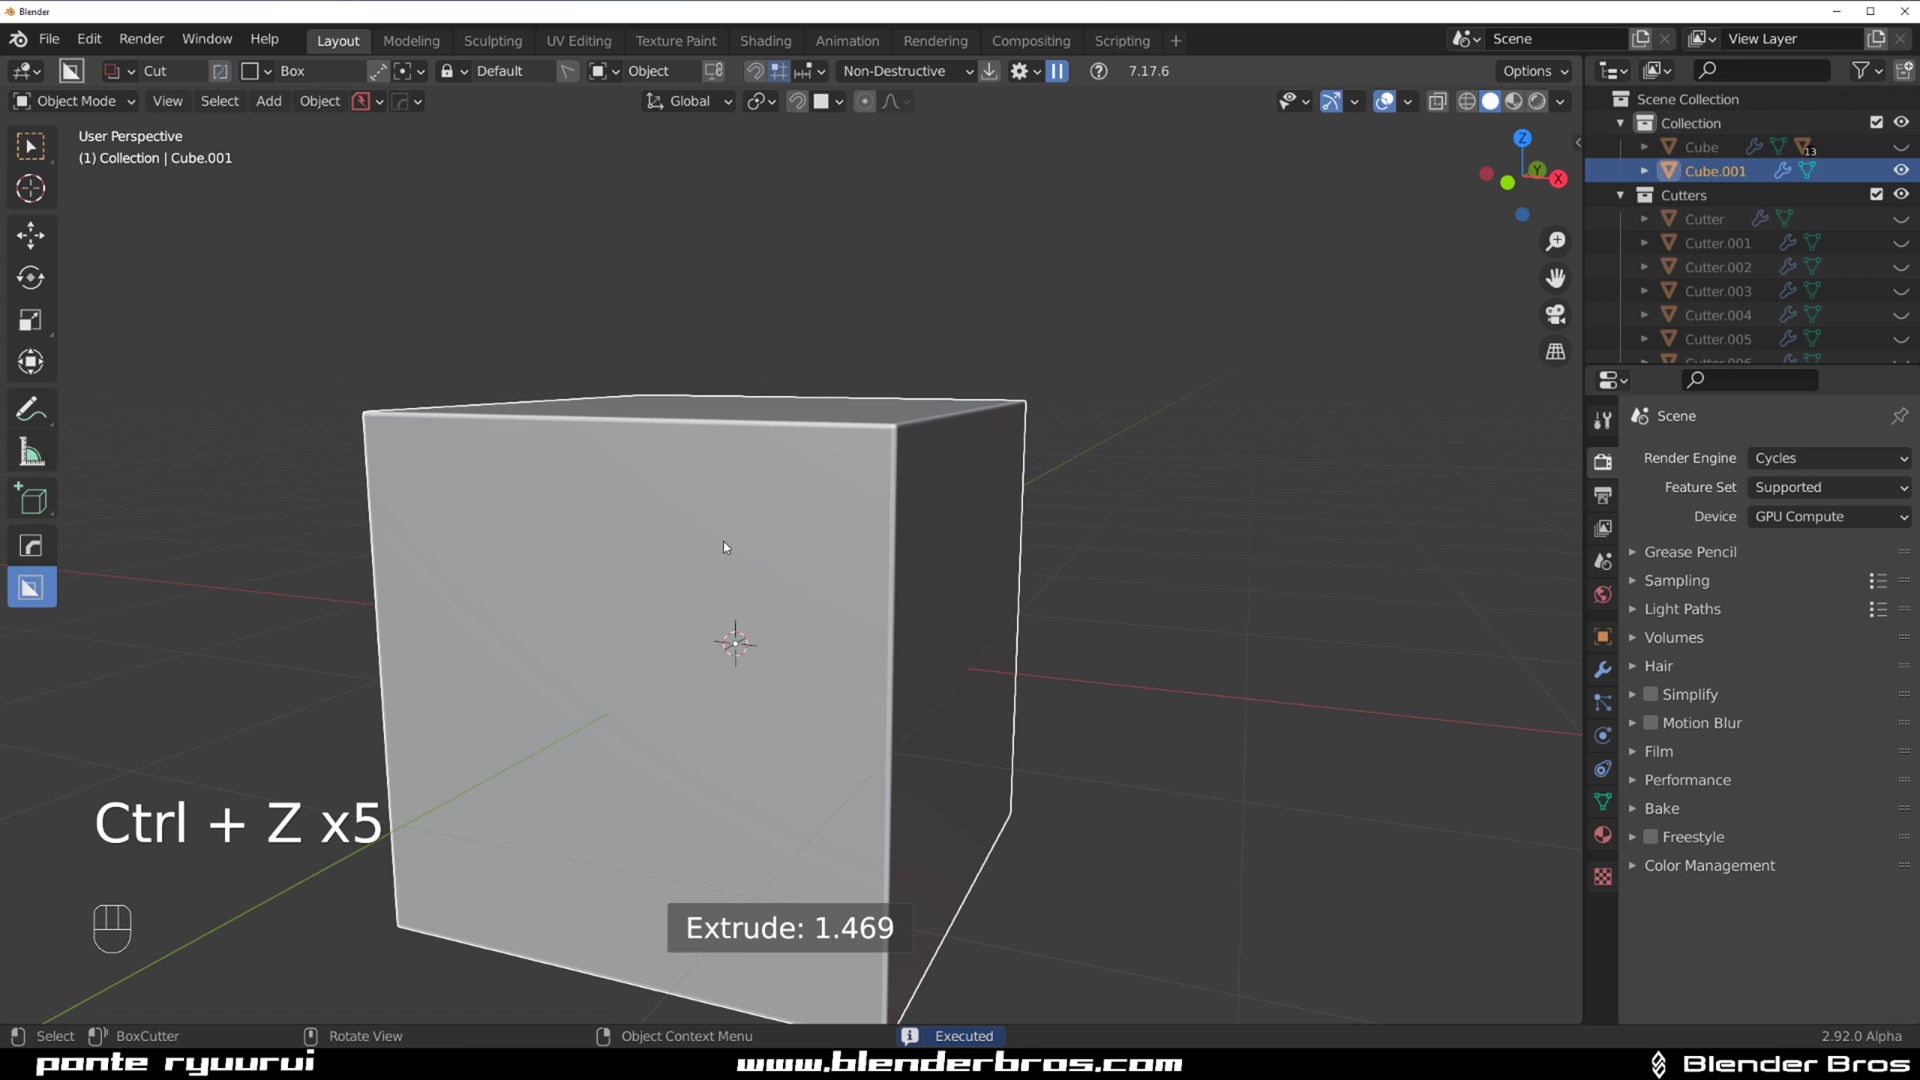 Blender
File Edit Render Window Help Layout Modeling Sculpting UV Editing Texture Paint Shading Animation Rendering Compositing Scripting + Scene View Layer
Cut Box Default Object Non-Destructive 7.17.6 Options
Object Mode View Select Add Object Global
User Perspective
(1) Collection | Cube.001
Z
Y
X
Scene Collection
Collection
Cube 13
Cube.001
Cutters
Cutter
Cutter.001
Cutter.002
Cutter.003
Cutter.004
Cutter.005
Cutter.006
Scene
Render Engine Cycles
Feature Set Supported
Device GPU Compute
Grease Pencil
Sampling
Light Paths
Volumes
Hair
Simplify
Motion Blur
Film
Performance
Bake
Freestyle
Color Management
Ctrl + Z x5
Extrude: 1.469
Select BoxCutter Rotate View Object Context Menu Executed 2.92.0 Alpha
ponte ryuurui www.blenderbros.com Blender Bros